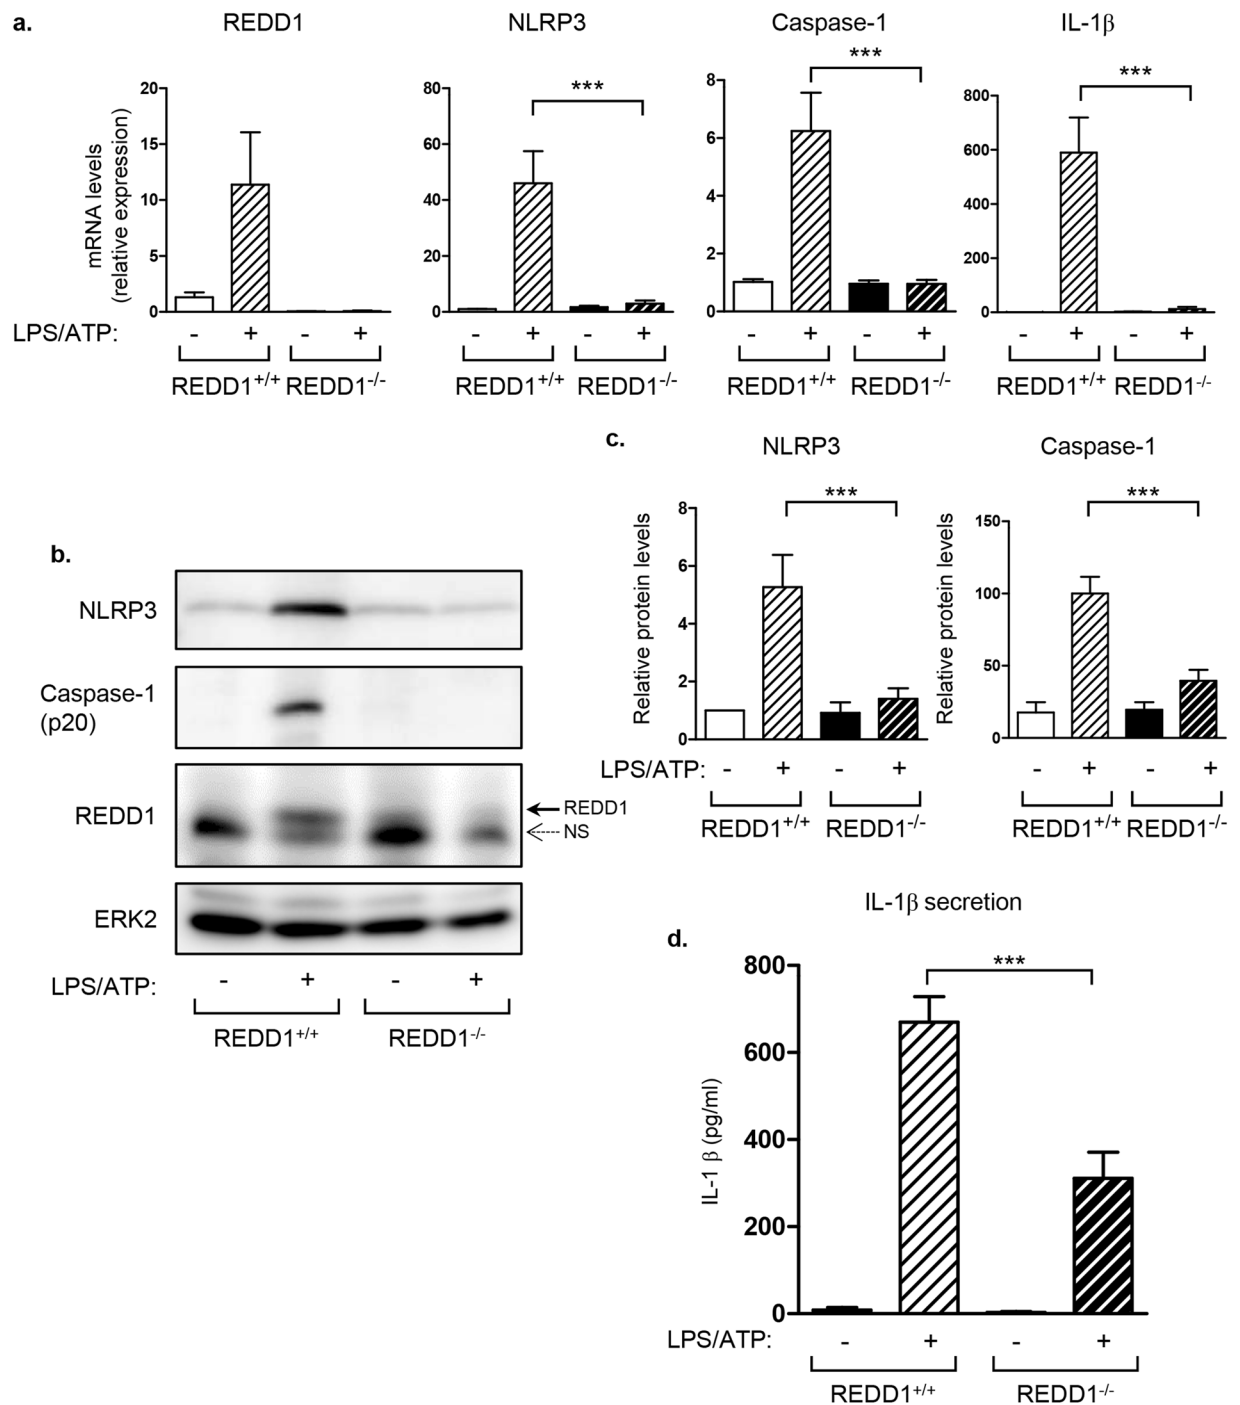 a.
REDD1 NLRP3 Caspase-1 IL-1β
*** *** ***
mRNA levels
(relative expression)
20 15 10 5 0
80 60 40 20 0
8 6 4 2 0
800 600 400 200 0
LPS/ATP: - + - + - + - + - + - + - + - +
REDD1+/+ REDD1-/- REDD1+/+ REDD1-/- REDD1+/+ REDD1-/- REDD1+/+ REDD1-/-
b.
NLRP3
Caspase-1
(p20)
REDD1
REDD1
NS
ERK2
LPS/ATP: - + - +
REDD1+/+ REDD1-/-
c.
NLRP3 Caspase-1
*** ***
Relative protein levels
8 6 4 2 0
Relative protein levels
150 100 50 0
LPS/ATP: - + - + - + - +
REDD1+/+ REDD1-/- REDD1+/+ REDD1-/-
d.
IL-1β secretion
***
IL-1 β (pg/ml)
800 600 400 200 0
LPS/ATP: - + - +
REDD1+/+ REDD1-/-